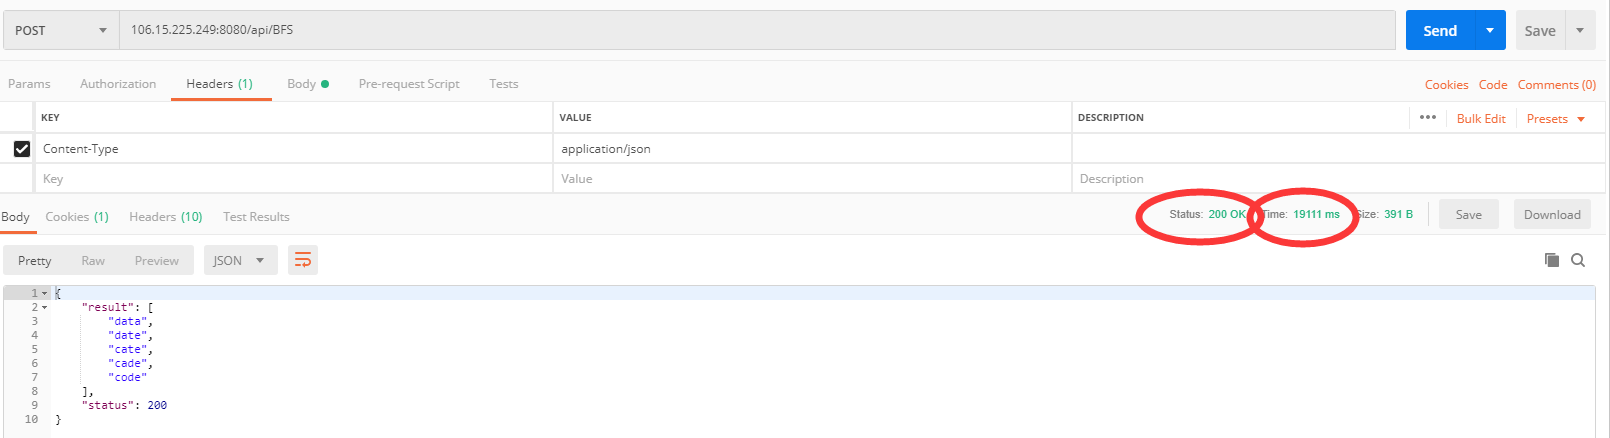 POST 106.15.225.249:8080/api/BFS Send Save
Params Authorization Headers (1) Body Pre-request Script Tests Cookies Code Comments (0)
KEY VALUE DESCRIPTION ••• Bulk Edit Presets
Content-Type application/json
Key Value Description
Body Cookies (1) Headers (10) Test Results Status: 200 OK Time: 19111 ms Size: 391 B Save Download
Pretty Raw Preview JSON
1 {
2 "result": [
3 "data",
4 "date",
5 "cate",
6 "cade",
7 "code"
8 ],
9 "status": 200
10 }